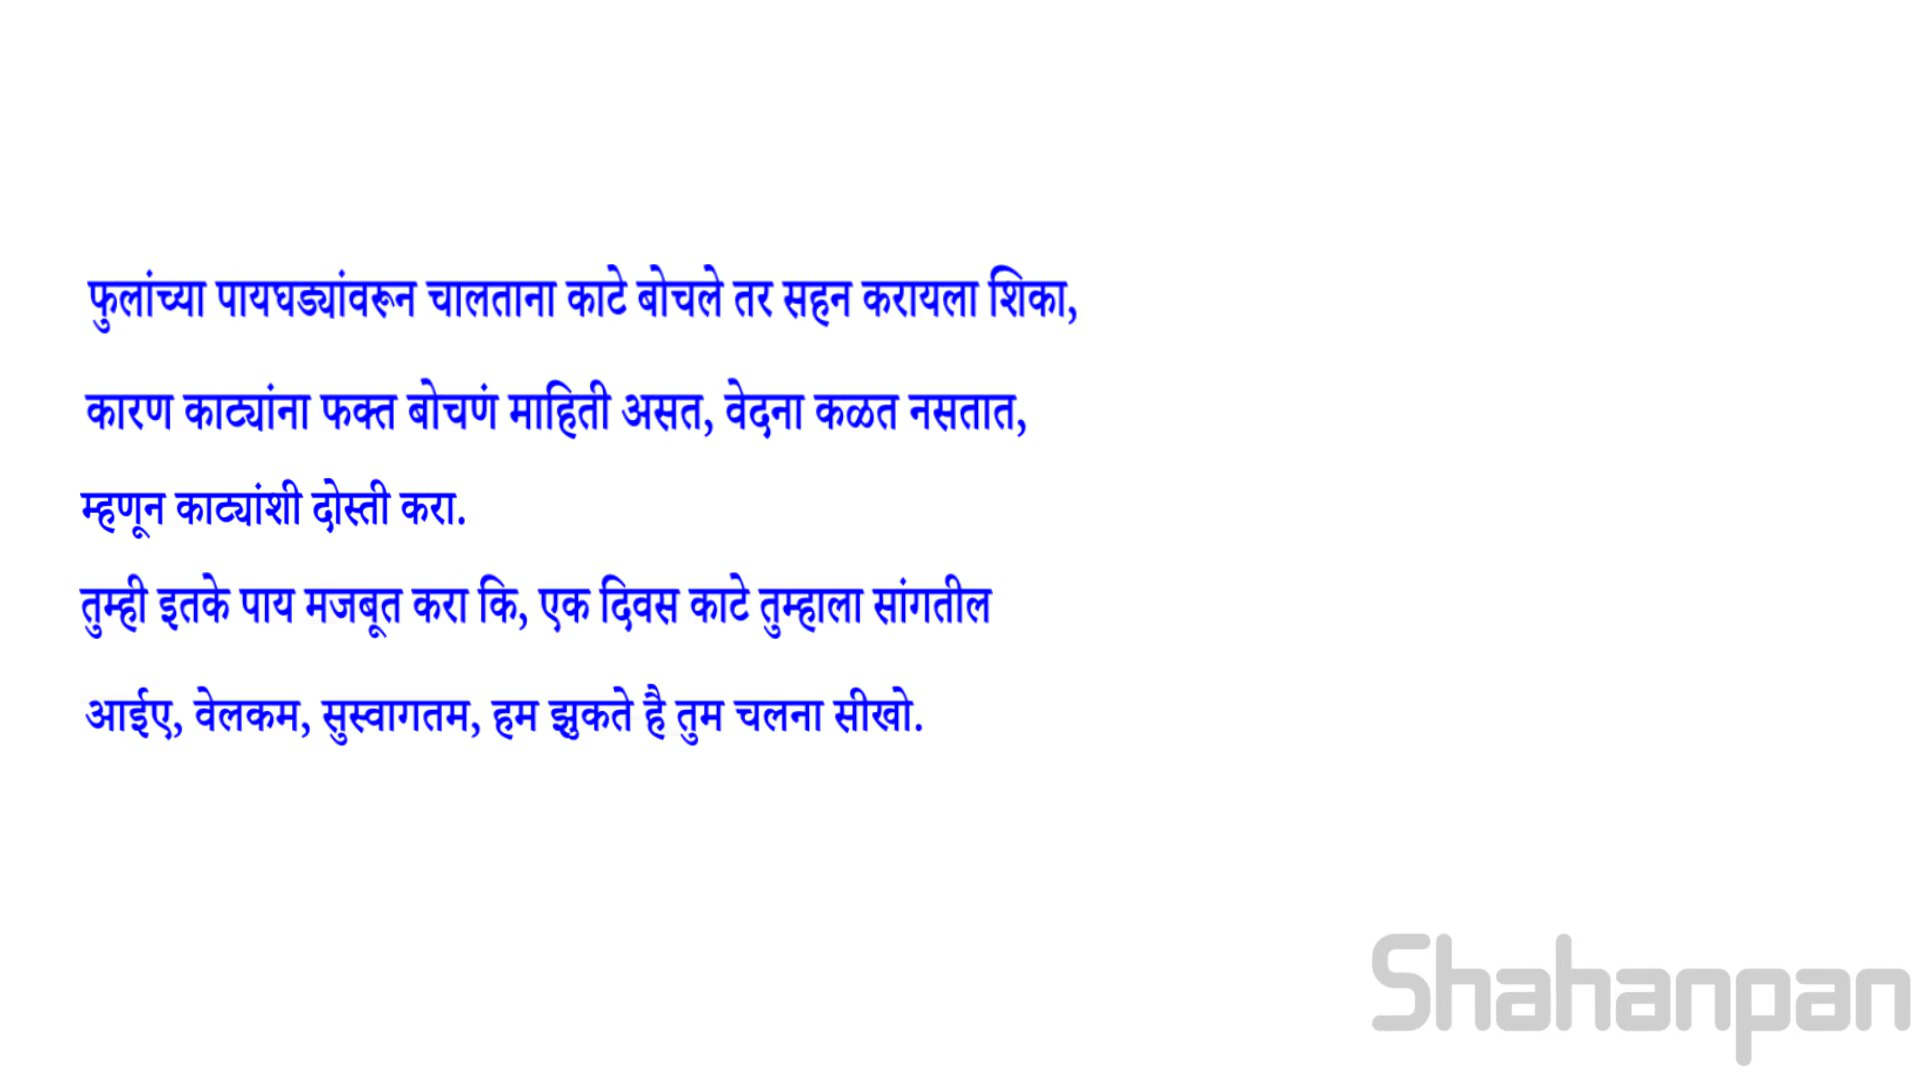 फुलांच्या पायघड्यांवरून चालताना काटे बोचले तर सहन करायला शिका,
कारण काट्यांना फक्त बोचणं माहिती असत, वेदना कळत नसतात,
म्हणून काट्यांशी दोस्ती करा.
तुम्ही इतके पाय मजबूत करा कि, एक दिवस काटे तुम्हाला सांगतील
आईए, वेलकम, सुस्वागतम, हम झुकते है तुम चलना सीखो.
Shahanpan